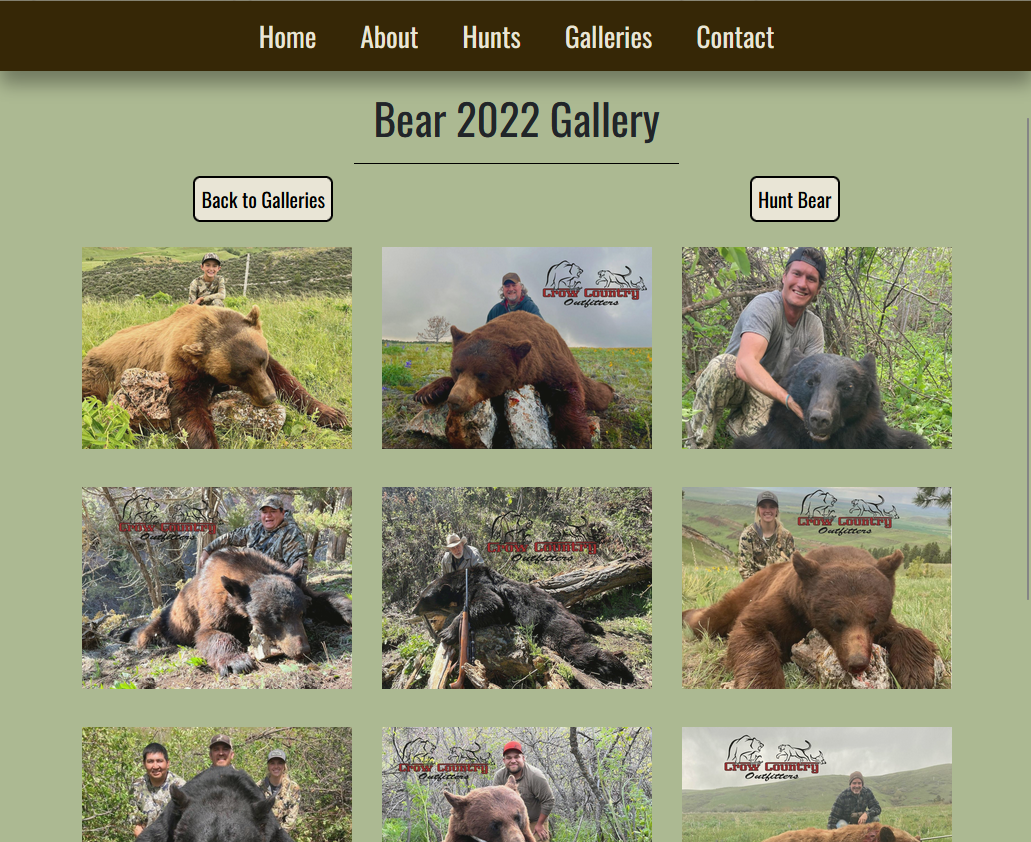 Home About Hunts Galleries Contact
Bear 2022 Gallery
Back to Galleries Hunt Bear
Crow Country
Outfitters
Crow Country
Outfitters
Crow Country
Outfitters
Crow Country
Outfitters
Crow Country
Outfitters
Crow Country
Outfitters